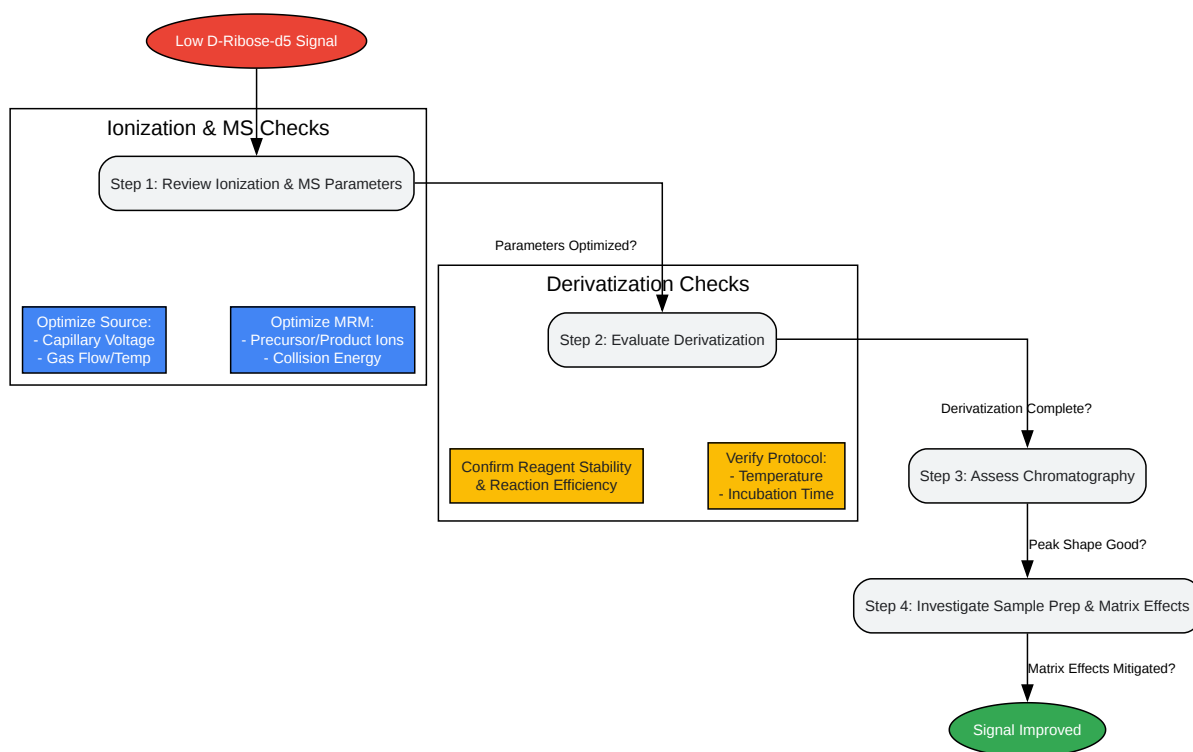 Low D-Ribose-d5 Signal
Ionization & MS Checks
Step 1: Review Ionization & MS Parameters
Parameters Optimized?
Derivatization Checks
Optimize Source:
- Capillary Voltage
- Gas Flow/Temp
Optimize MRM:
- Precursor/Product Ions
- Collision Energy
Step 2: Evaluate Derivatization
Derivatization Complete?
Confirm Reagent Stability
& Reaction Efficiency
Verify Protocol:
- Temperature
- Incubation Time
Step 3: Assess Chromatography
Peak Shape Good?
Step 4: Investigate Sample Prep & Matrix Effects
Matrix Effects Mitigated?
Signal Improved